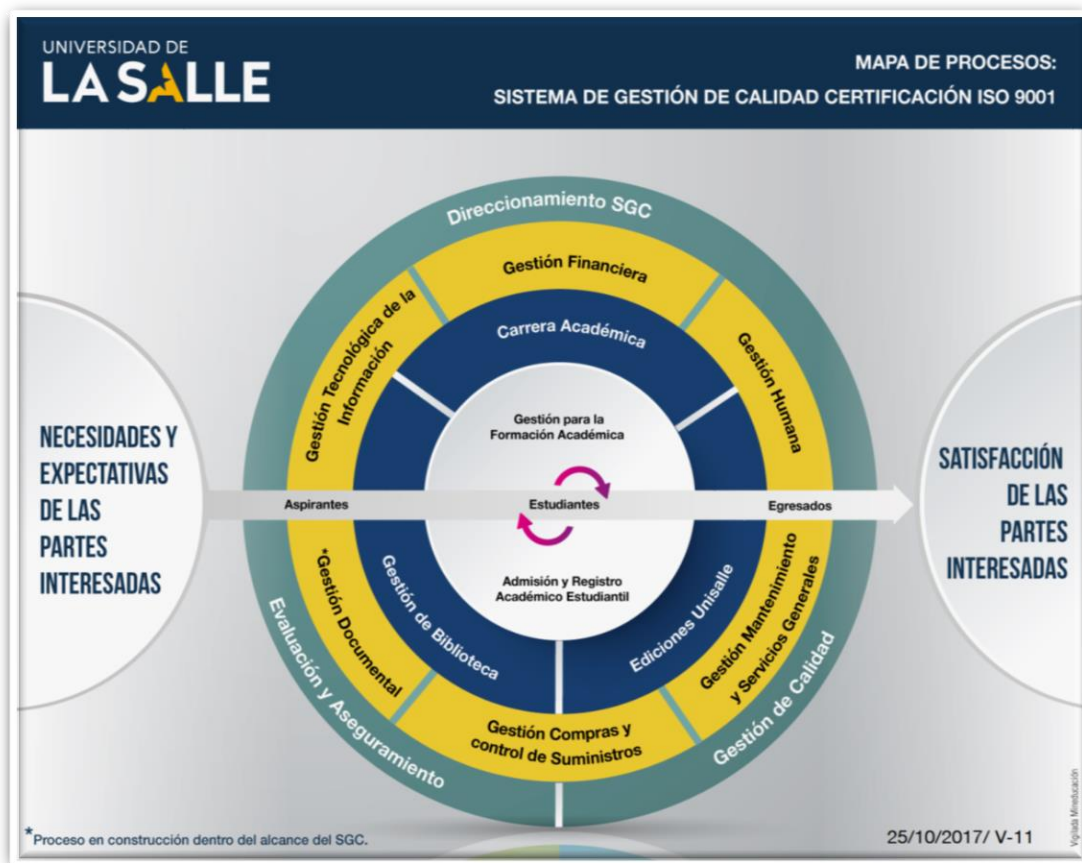 UNIVERSIDAD DE
LA SALLE
MAPA DE PROCESOS:
SISTEMA DE GESTIÓN DE CALIDAD CERTIFICACIÓN ISO 9001
Direccionamiento SGC
Gestión Financiera
Gestión Tecnológica de la
Información
Carrera Académica
Gestión Humana
Gestión para la
Formación Académica
NECESIDADES Y
EXPECTATIVAS
DE LAS
PARTES
INTERESADAS
Aspirantes
Estudiantes
Egresados
SATISFACCIÓN
DE LAS
PARTES
INTERESADAS
Admisión y Registro
Académico Estudiantil
*Gestión Documental
Gestión de Biblioteca
Ediciones Unisalle
Gestión Mantenimiento
y Servicios Generales
Evaluación y Aseguramiento
Gestión Compras y
control de Suministros
Gestión de Calidad
*Proceso en construcción dentro del alcance del SGC.
25/10/2017/ V-11
Vigilada Mineducación